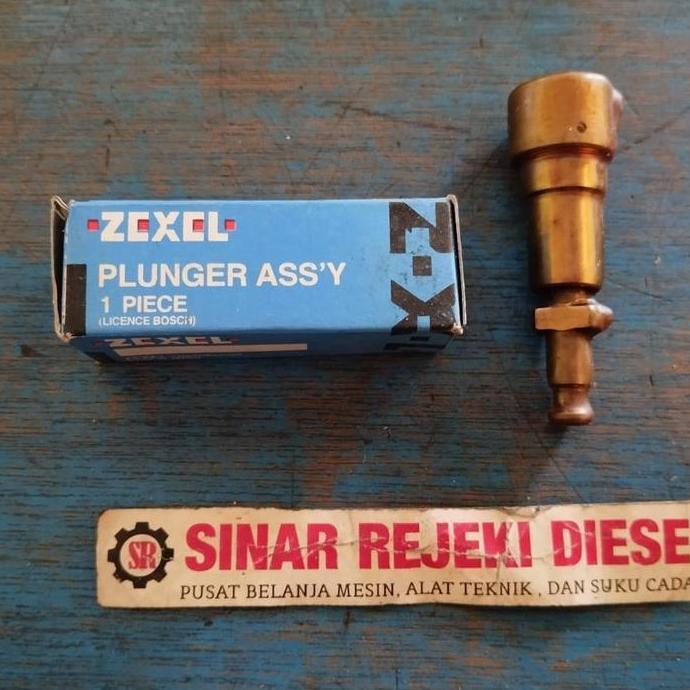 ZEXEL
PLUNGER ASS'Y
1 PIECE
(LICENCE BOSCH)
ZEXEL
Z·X·Z
SR
SINAR REJEKI DIESE
PUSAT BELANJA MESIN, ALAT TEKNIK , DAN SUKU CADA